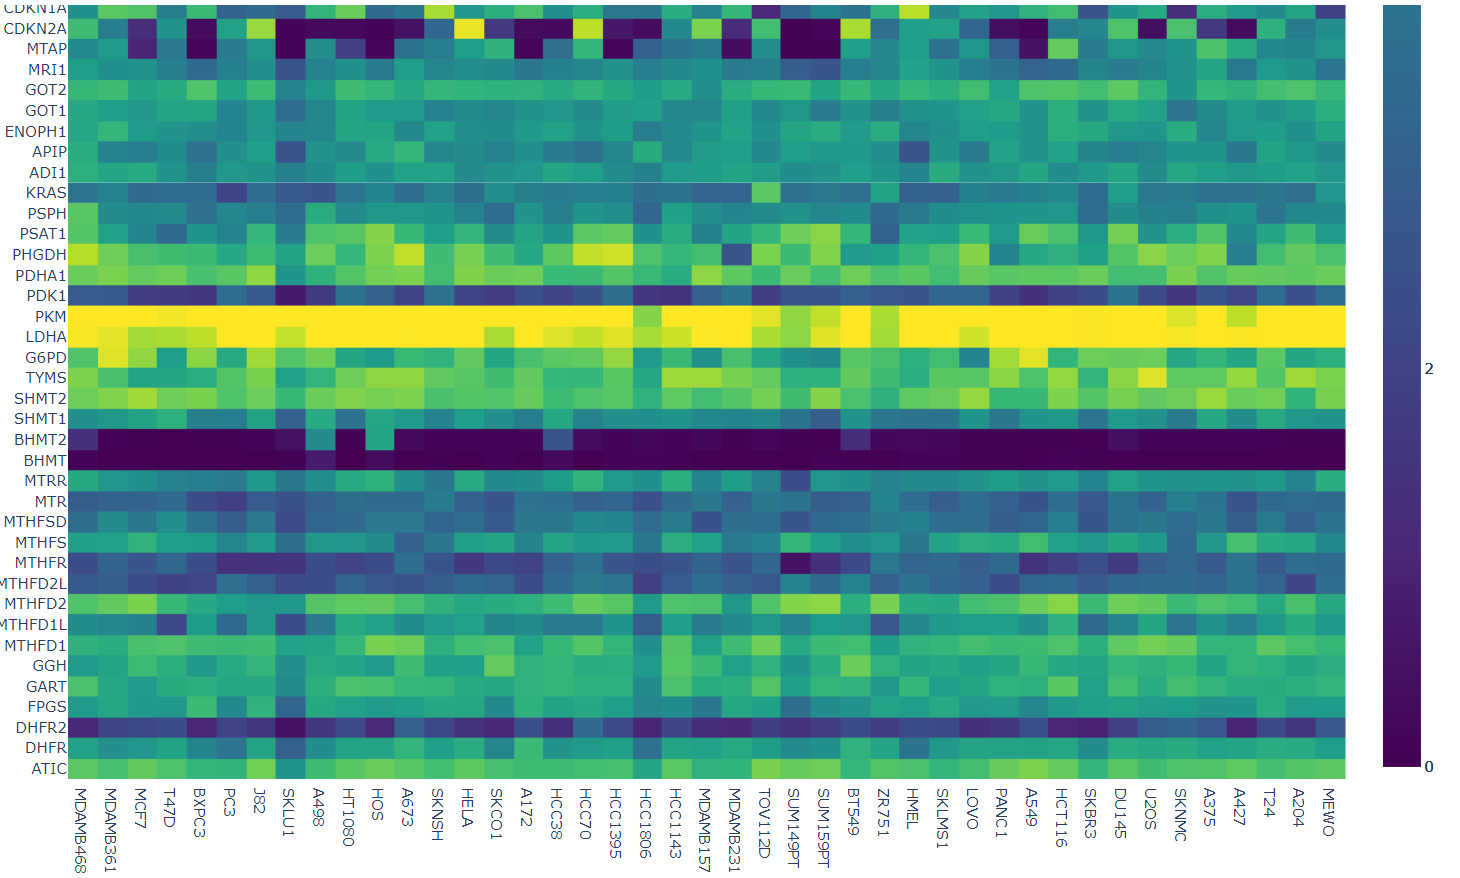 CDKN1A
CDKN2A
MTAP
MRI1
GOT2
GOT1
ENOPH1
APIP
ADI1
KRAS
PSPH
PSAT1
PHGDH
PDHA1
PDK1
PKM
LDHA
G6PD
TYMS
SHMT2
SHMT1
BHMT2
BHMT
MTRR
MTR
MTHFSD
MTHFS
MTHFR
MTHFD2L
MTHFD2
MTHFD1L
MTHFD1
GGH
GART
FPGS
DHFR2
DHFR
ATIC
2
0
MDAMB468
MDAMB361
MCF7
T47D
BXPC3
PC3
J82
SKLU1
A498
HT1080
HOS
A673
SKNSH
HELA
SKCO1
A172
HCC38
HCC70
HCC1395
HCC1806
HCC1143
MDAMB157
MDAMB231
TOV112D
SUM149PT
SUM159PT
BT549
ZR751
HMEL
SKLMS1
LOVO
PANC1
A549
HCT116
SKBR3
DU145
U2OS
SKNMC
A375
A427
T24
A204
MEWO